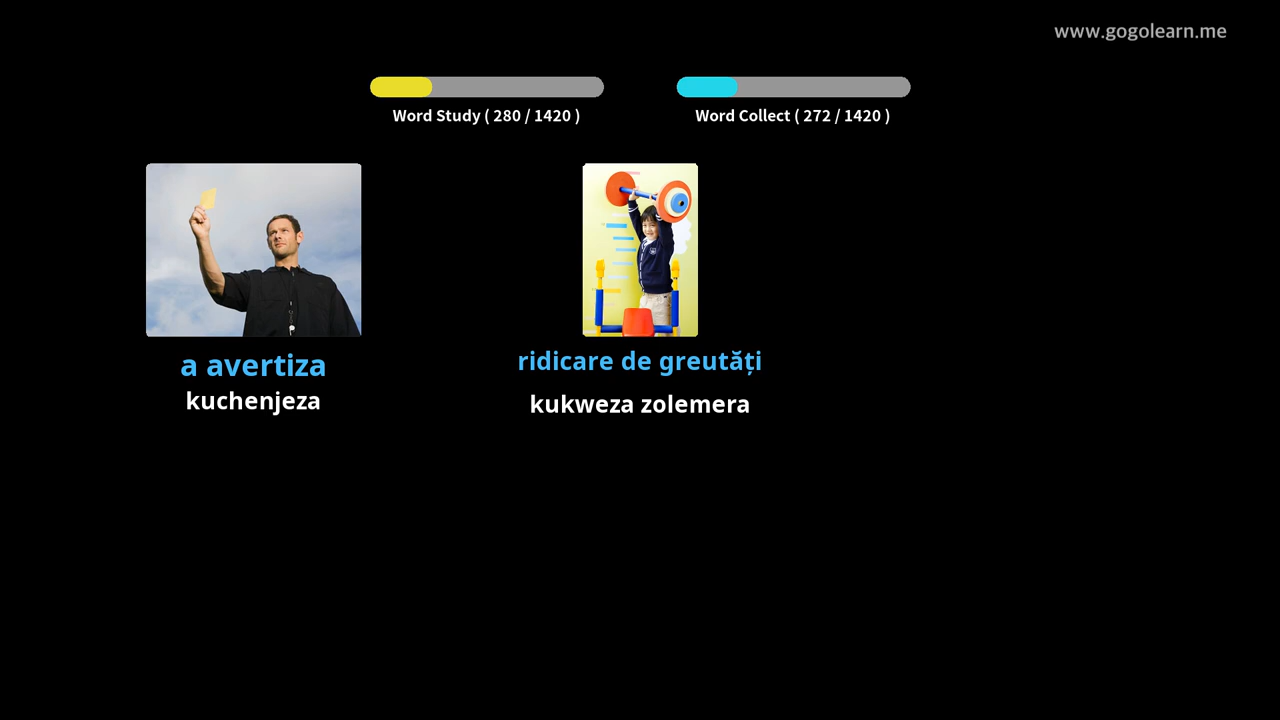 www.gogolearn.me
Word Study ( 280 / 1420 )
Word Collect ( 272 / 1420 )
a avertiza
kuchenjeza
ridicare de greutăți
kukweza zolemera